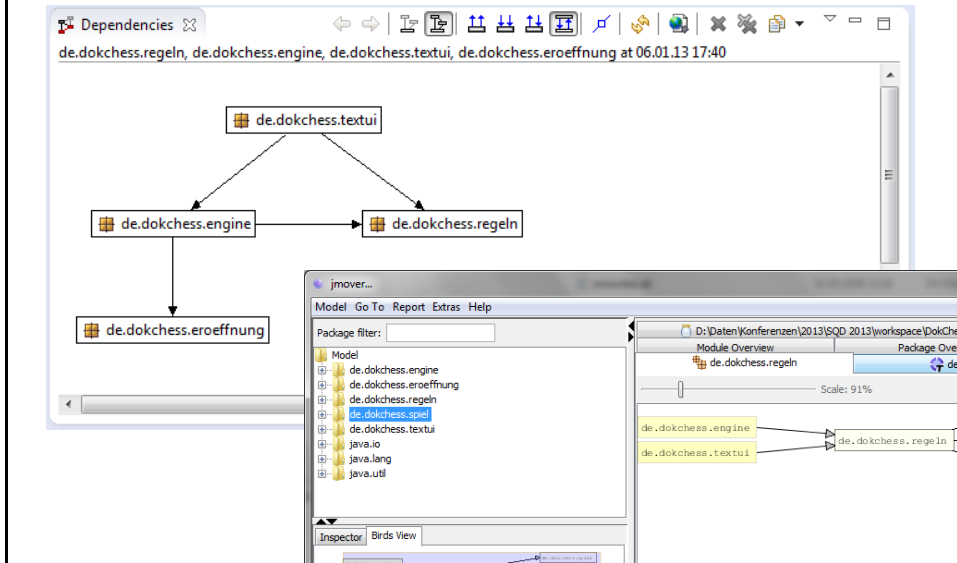 Dependencies
de.dokchess.regeln, de.dokchess.engine, de.dokchess.textui, de.dokchess.eroeffnung at 06.01.13 17:40
de.dokchess.textui
de.dokchess.engine
de.dokchess.regeln
de.dokchess.eroeffnung
jmover...
Model Go To Report Extras Help
Package filter:
Model
de.dokchess.engine
de.dokchess.eroeffnung
de.dokchess.regeln
de.dokchess.spiel
de.dokchess.textui
java.io
java.lang
java.util
Inspector Birds View
D:\Daten\Konferenzen\2013\SQD 2013\workspace\DokChe
Module Overview Package Ove
de.dokchess.regeln de
Scale: 91%
de.dokchess.engine
de.dokchess.regeln
de.dokchess.textui